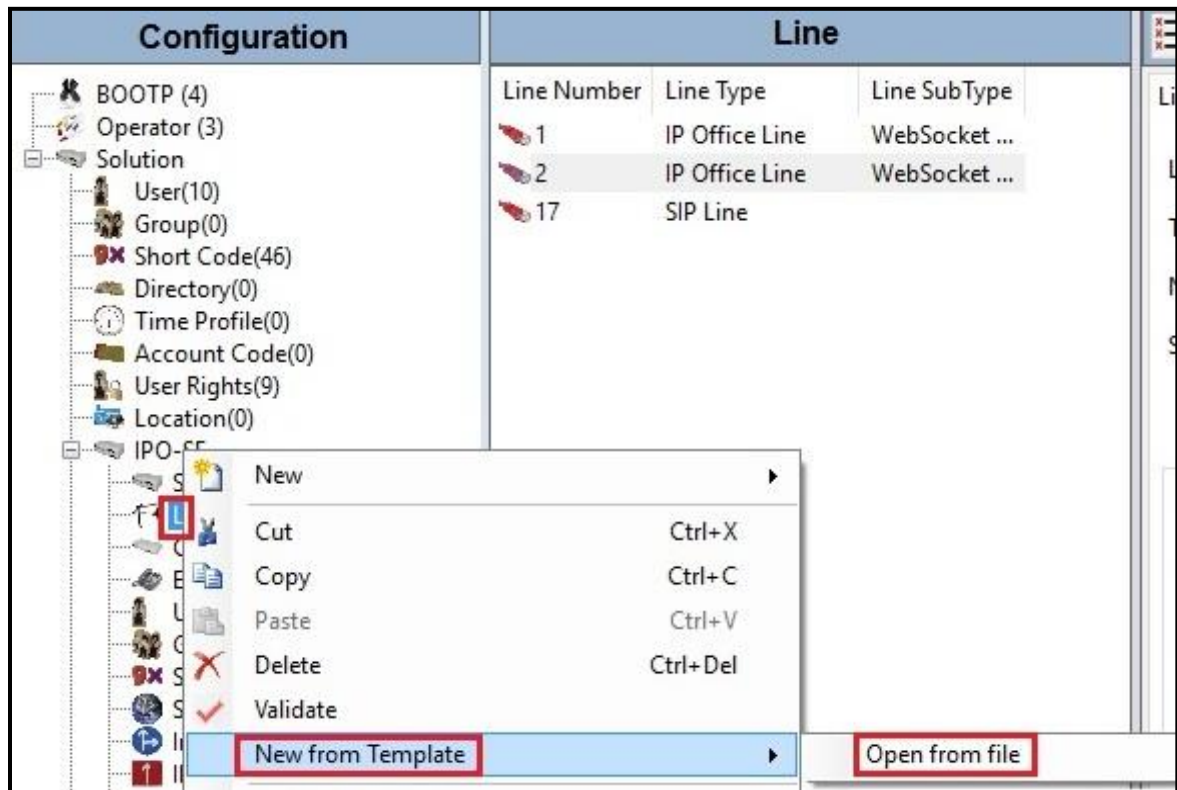 Configuration
BOOTP (4)
Operator (3)
Solution
User(10)
Group(0)
Short Code(46)
Directory(0)
Time Profile(0)
Account Code(0)
User Rights(9)
Location(0)
Line
Line Number Line Type Line SubType
1 IP Office Line WebSocket ...
2 IP Office Line WebSocket ...
17 SIP Line
New
Cut Ctrl+X
Copy Ctrl+C
Paste Ctrl+V
Delete Ctrl+Del
Validate
New from Template
Open from file